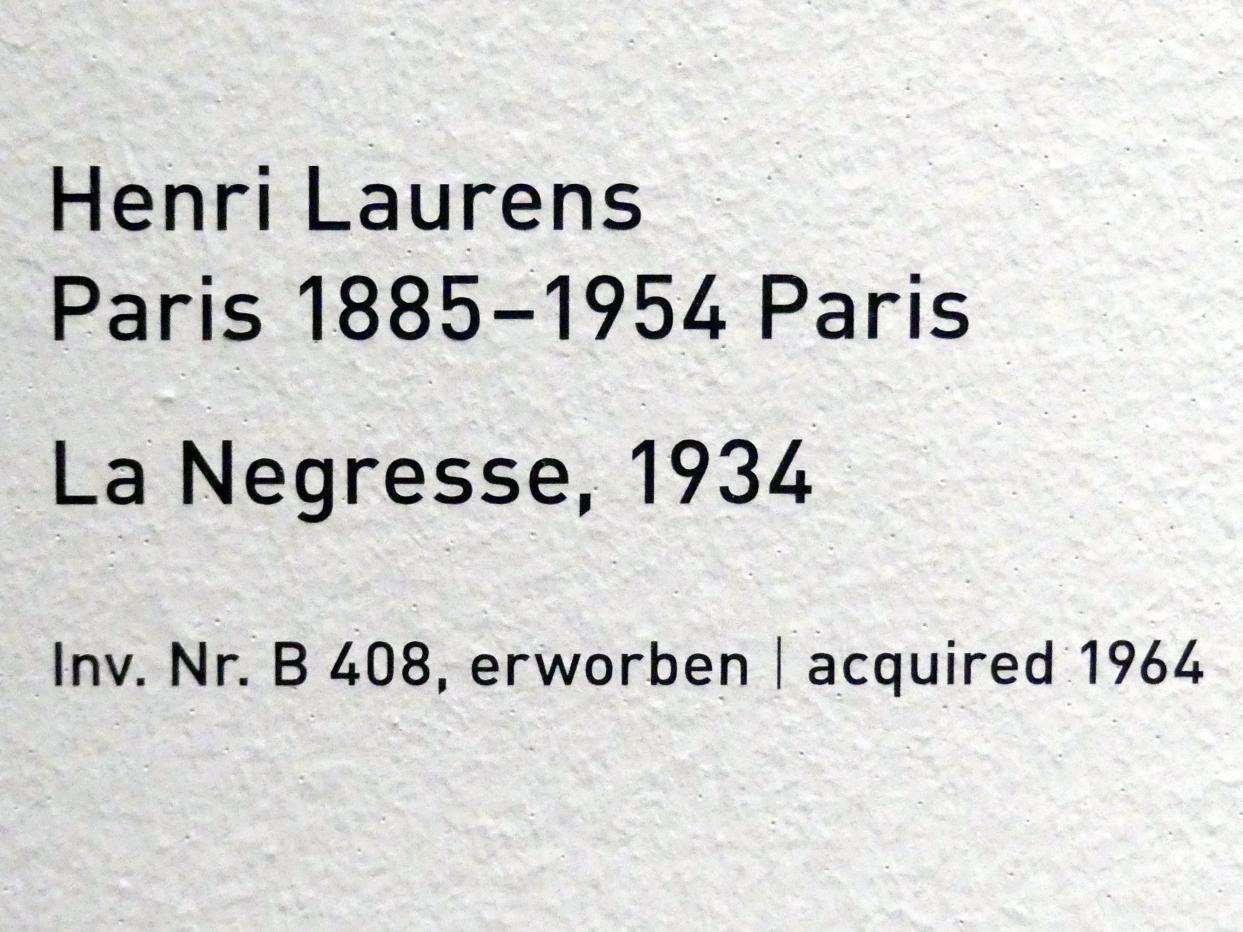 Henri Laurens
Paris 1885–1954 Paris
La Negresse, 1934
Inv. Nr. B 408, erworben | acquired 1964